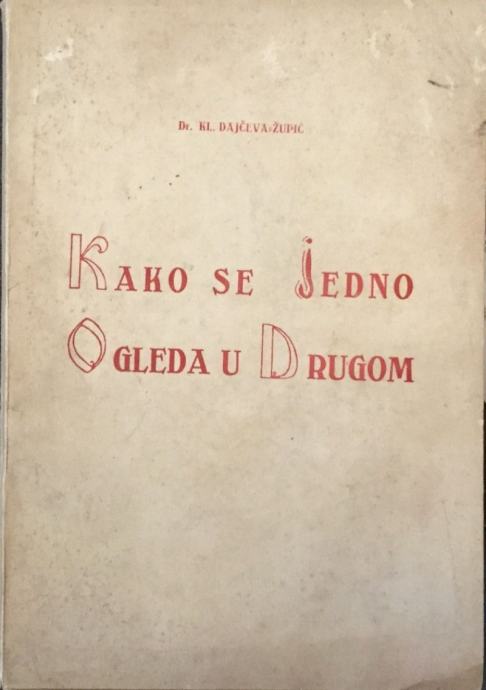 Dr. KL. DAJČEVA-ŽUPIĆ
KAKO SE JEDNO
OGLEDA U DRUGOM